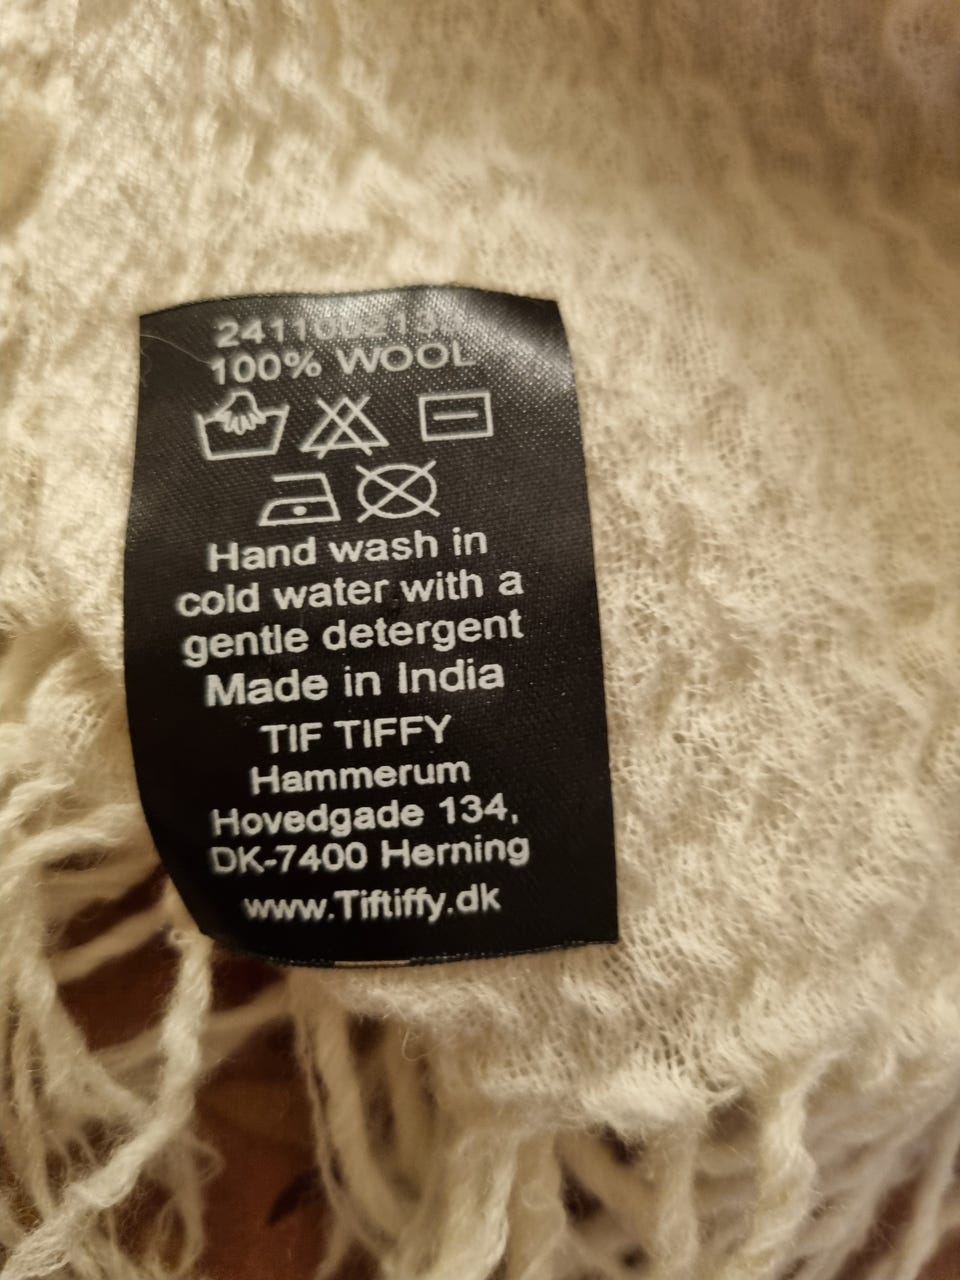 100% WOOL
Hand wash in
cold water with a
gentle detergent
Made in India
TIF TIFFY
Hammerum
Hovedgade 134,
DK-7400 Herning
www.Tiftiffy.dk